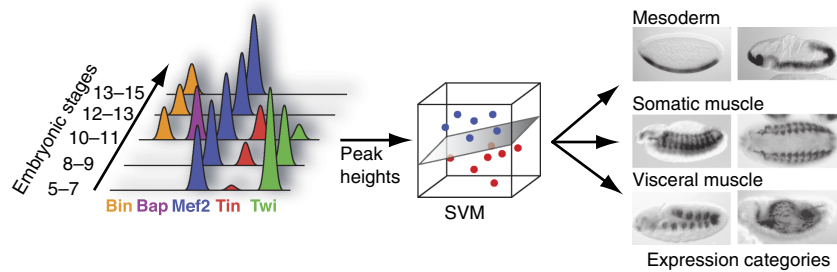 Embryonic stages
13–15
12–13
10–11
8–9
5–7
Bin Bap Mef2 Tin Twi
Peak
heights
SVM
Mesoderm
Somatic muscle
Visceral muscle
Expression categories